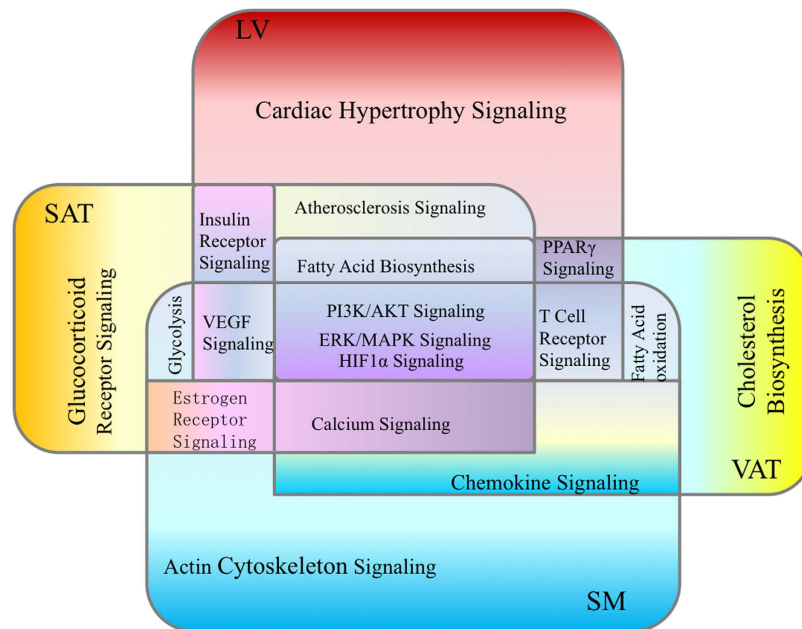 LV
Cardiac Hypertrophy Signaling
SAT
Glucocorticoid
Receptor Signaling
Insulin
Receptor
Signaling
Atherosclerosis Signaling
PPARγ
Signaling
Fatty Acid Biosynthesis
Glycolysis
VEGF
Signaling
PI3K/AKT Signaling
ERK/MAPK Signaling
HIF1α Signaling
T Cell
Receptor
Signaling
Fatty Acid
oxidation
Cholesterol
Biosynthesis
Estrogen
Receptor
Signaling
Calcium Signaling
VAT
Chemokine Signaling
Actin Cytoskeleton Signaling
SM